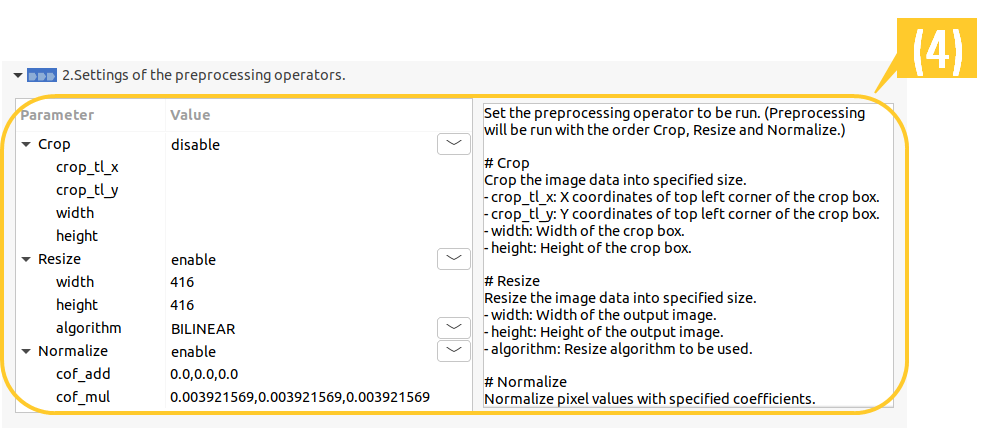 (4)
2.Settings of the preprocessing operators.
Parameter Value
Crop disable
crop_tl_x
crop_tl_y
width
height
Resize enable
width 416
height 416
algorithm BILINEAR
Normalize enable
cof_add 0.0,0.0,0.0
cof_mul 0.003921569,0.003921569,0.003921569
Set the preprocessing operator to be run. (Preprocessing
will be run with the order Crop, Resize and Normalize.)
# Crop
Crop the image data into specified size.
- crop_tl_x: X coordinates of top left corner of the crop box.
- crop_tl_y: Y coordinates of top left corner of the crop box.
- width: Width of the crop box.
- height: Height of the crop box.
# Resize
Resize the image data into specified size.
- width: Width of the output image.
- height: Height of the output image.
- algorithm: Resize algorithm to be used.
# Normalize
Normalize pixel values with specified coefficients.